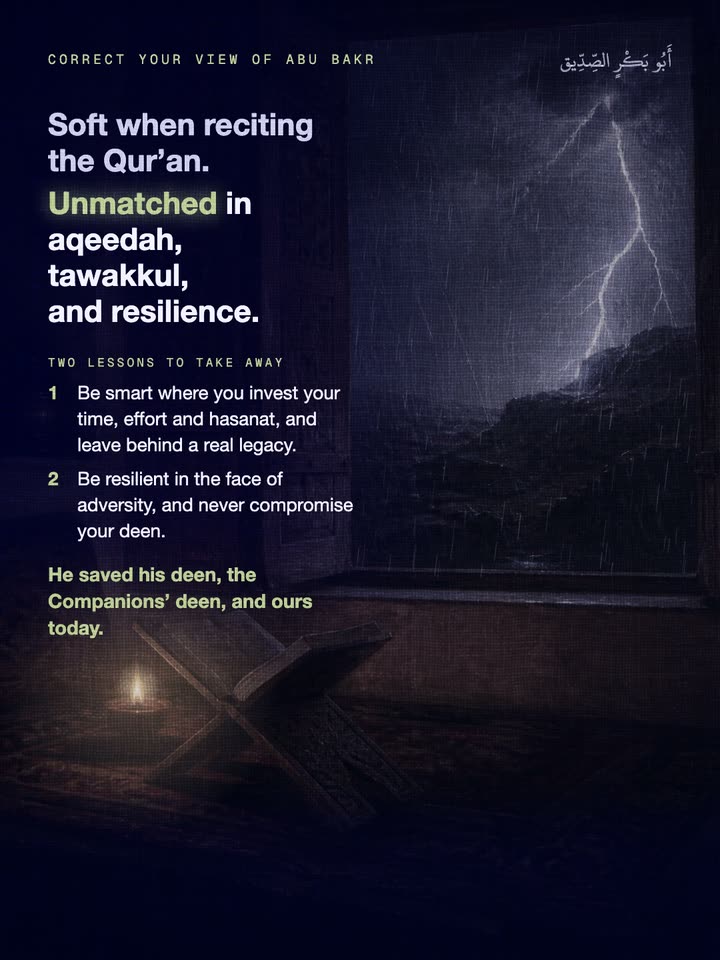 CORRECT YOUR VIEW OF ABU BAKR
أَبُو بَكْرٍ الصِّدِّيق
Soft when reciting
the Qur’an.
Unmatched in
aqeedah,
tawakkul,
and resilience.
TWO LESSONS TO TAKE AWAY
1 Be smart where you invest your
time, effort and hasanat, and
leave behind a real legacy.
2 Be resilient in the face of
adversity, and never compromise
your deen.
He saved his deen, the
Companions’ deen, and ours
today.